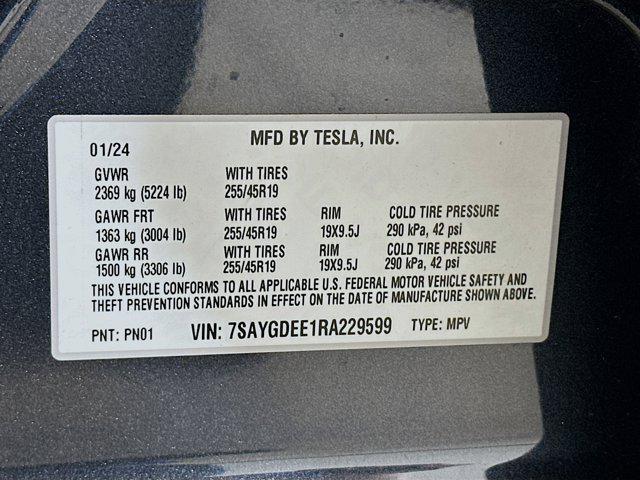 MFD BY TESLA, INC.
01/24
GVWR WITH TIRES
2369 kg (5224 lb) 255/45R19
GAWR FRT WITH TIRES RIM COLD TIRE PRESSURE
1363 kg (3004 lb) 255/45R19 19X9.5J 290 kPa, 42 psi
GAWR RR WITH TIRES RIM COLD TIRE PRESSURE
1500 kg (3306 lb) 255/45R19 19X9.5J 290 kPa, 42 psi
THIS VEHICLE CONFORMS TO ALL APPLICABLE U.S. FEDERAL MOTOR VEHICLE SAFETY AND
THEFT PREVENTION STANDARDS IN EFFECT ON THE DATE OF MANUFACTURE SHOWN ABOVE.
PNT: PN01 VIN: 7SAYGDEE1RA229599 TYPE: MPV